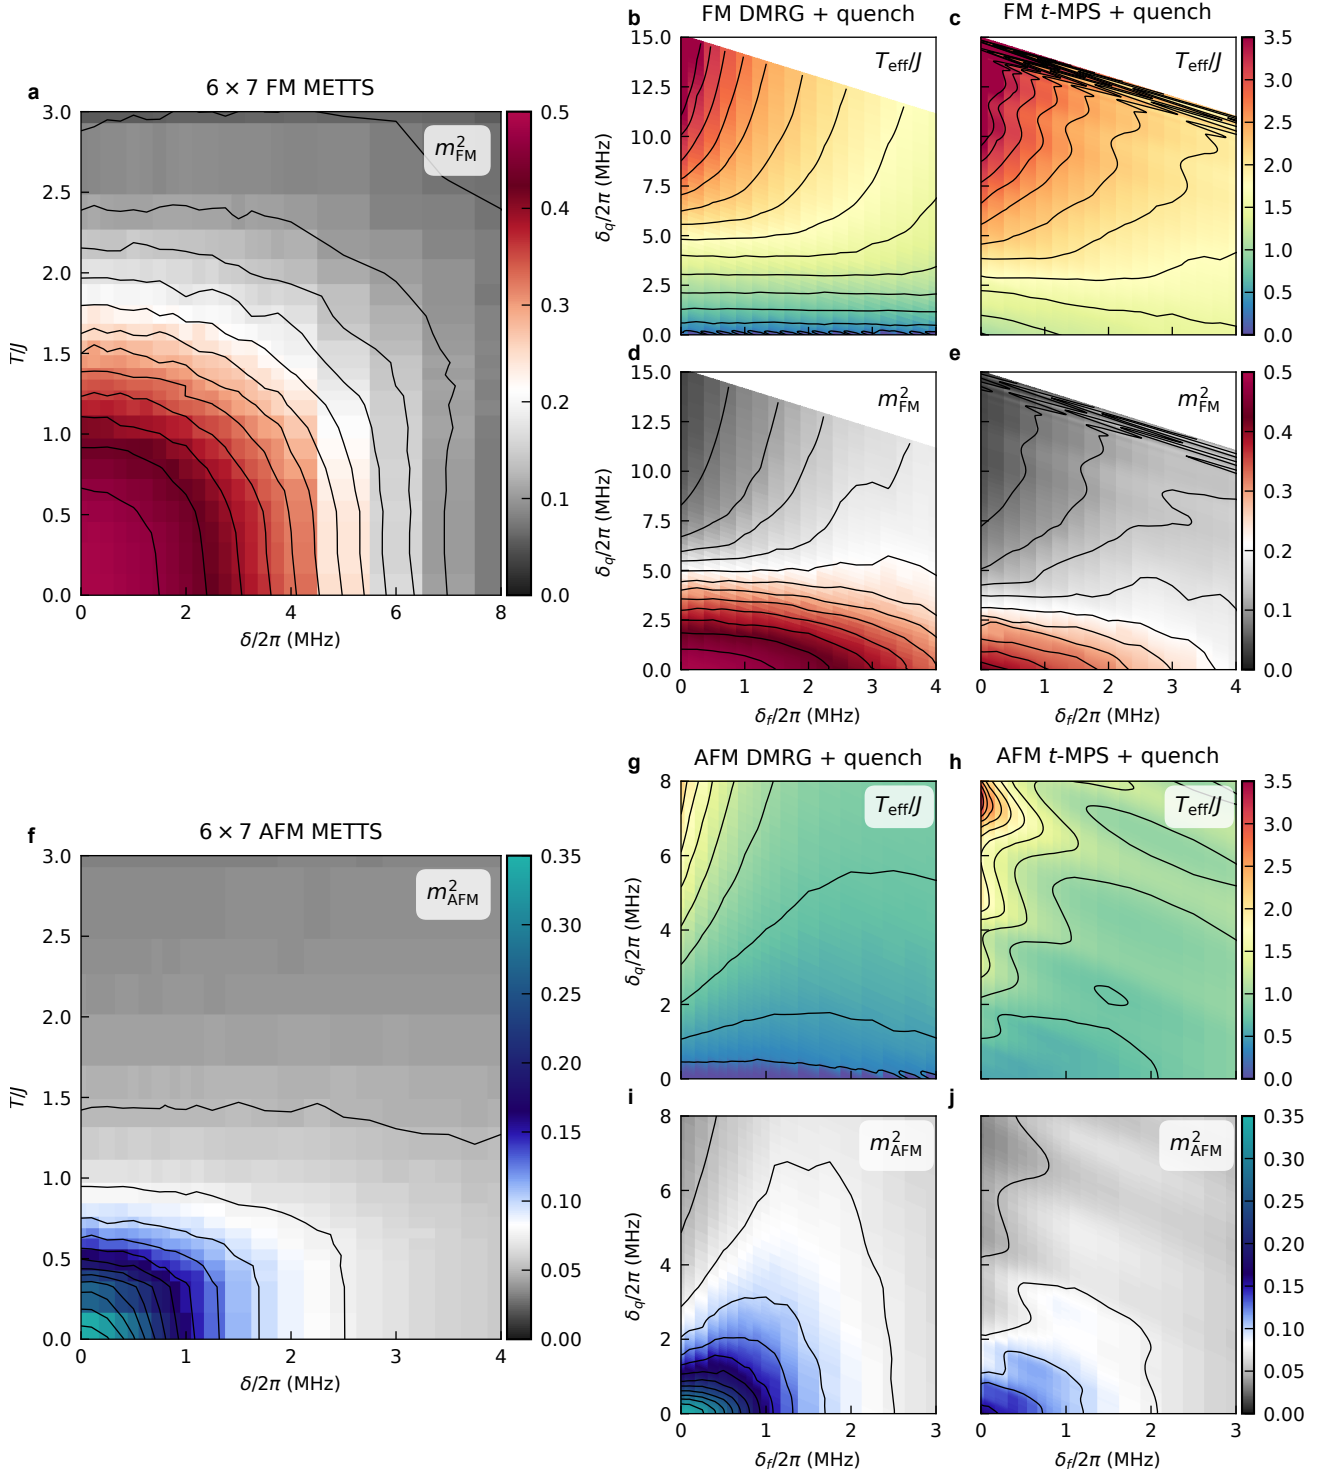 a
6 × 7 FM METTS
m²FM
3.0
2.5
2.0
1.5
1.0
0.5
0.0
T/J
0 2 4 6 8
δ/2π (MHz)
0.5
0.4
0.3
0.2
0.1
0.0
b FM DMRG + quench
Teff/J
15.0
12.5
10.0
7.5
5.0
2.5
0.0
δq/2π (MHz)
c FM t-MPS + quench
Teff/J
3.5
3.0
2.5
2.0
1.5
1.0
0.5
0.0
d
m²FM
15.0
12.5
10.0
7.5
5.0
2.5
0.0
δq/2π (MHz)
0 1 2 3 4
δf/2π (MHz)
e
m²FM
0 1 2 3 4
δf/2π (MHz)
0.5
0.4
0.3
0.2
0.1
0.0
f
6 × 7 AFM METTS
m²AFM
3.0
2.5
2.0
1.5
1.0
0.5
0.0
T/J
0 1 2 3 4
δ/2π (MHz)
0.35
0.30
0.25
0.20
0.15
0.10
0.05
0.00
g AFM DMRG + quench
Teff/J
8
6
4
2
0
δq/2π (MHz)
h AFM t-MPS + quench
Teff/J
3.5
3.0
2.5
2.0
1.5
1.0
0.5
0.0
i
m²AFM
8
6
4
2
0
δq/2π (MHz)
0 1 2 3
δf/2π (MHz)
j
m²AFM
0 1 2 3
δf/2π (MHz)
0.35
0.30
0.25
0.20
0.15
0.10
0.05
0.00